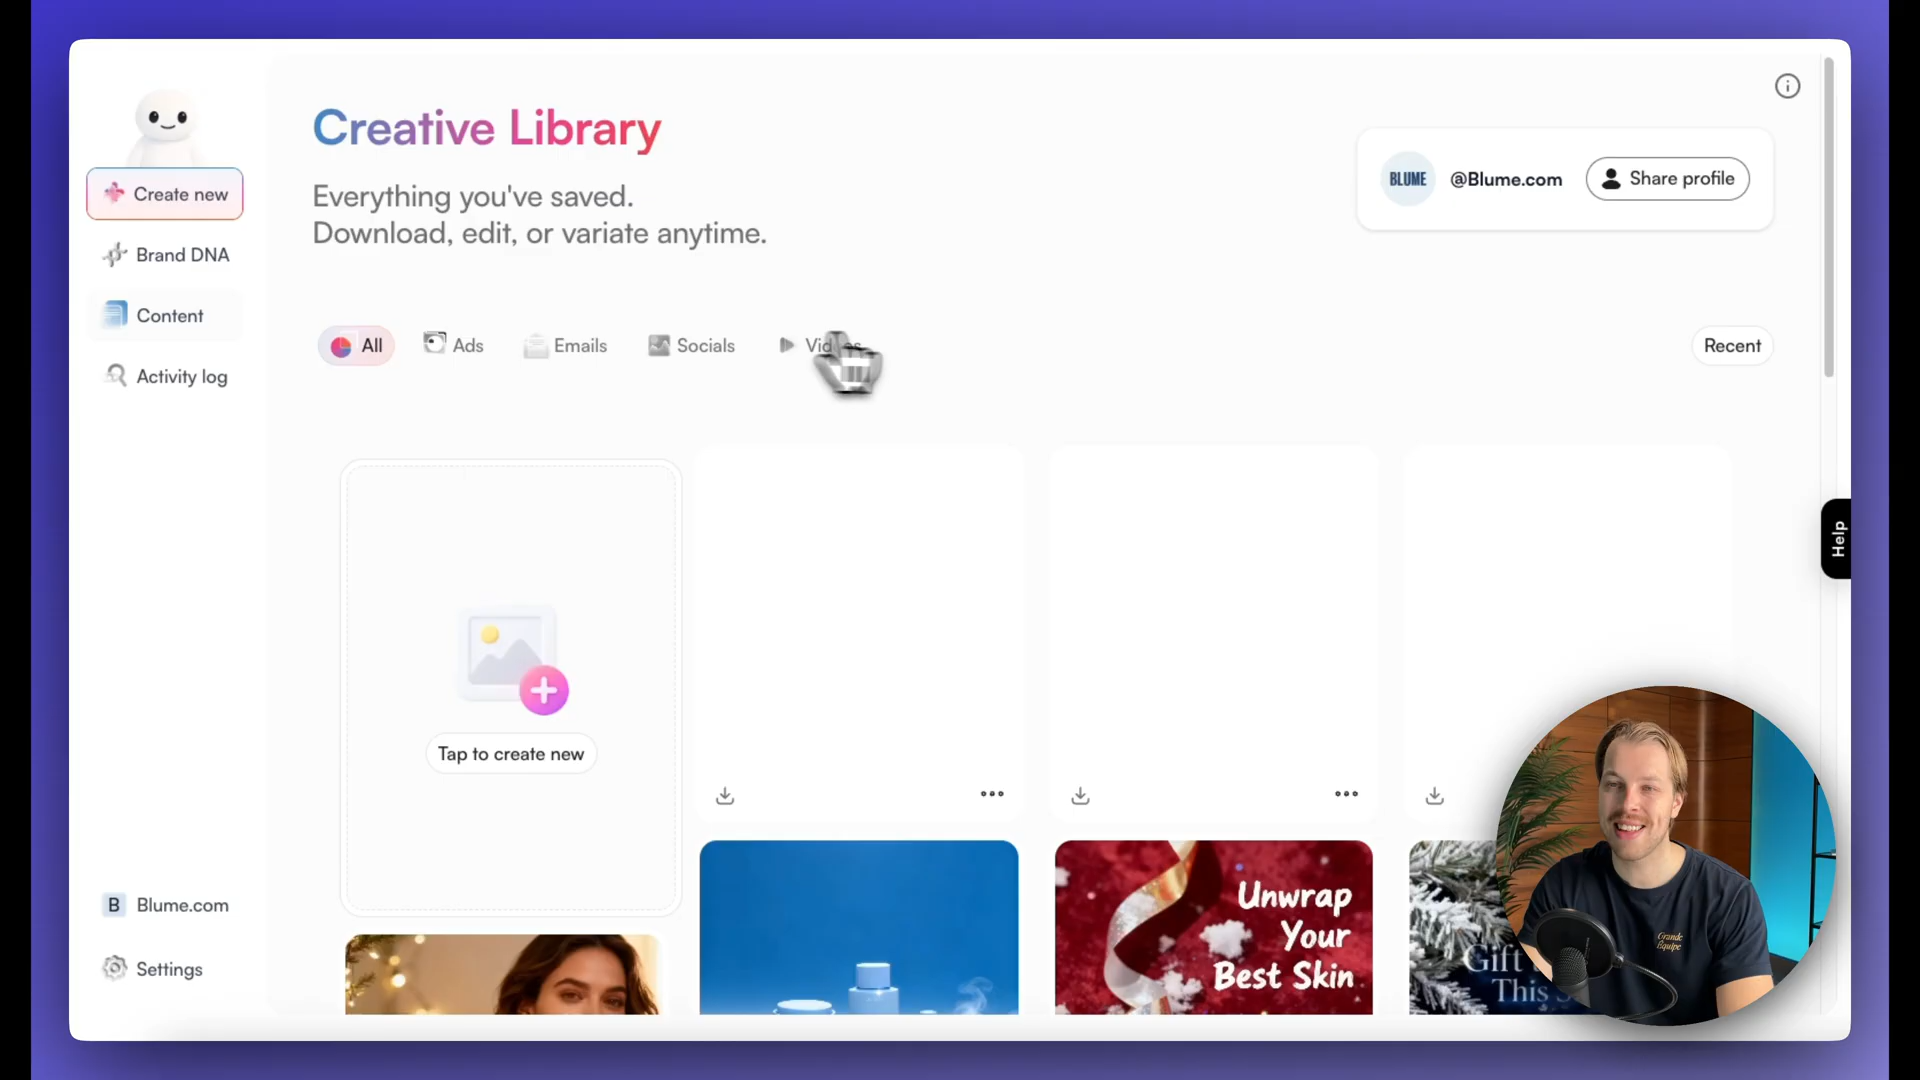 Creative Library
Everything you've saved.
Download, edit, or variate anytime.
BLUME
@Blume.com
Share profile
Create new
Brand DNA
Content
Activity log
All
Ads
Emails
Socials
Recent
Help
Tap to create new
Unwrap
Your
Best Skin
Gift
This
Grande
Équipe
B
Blume.com
Settings